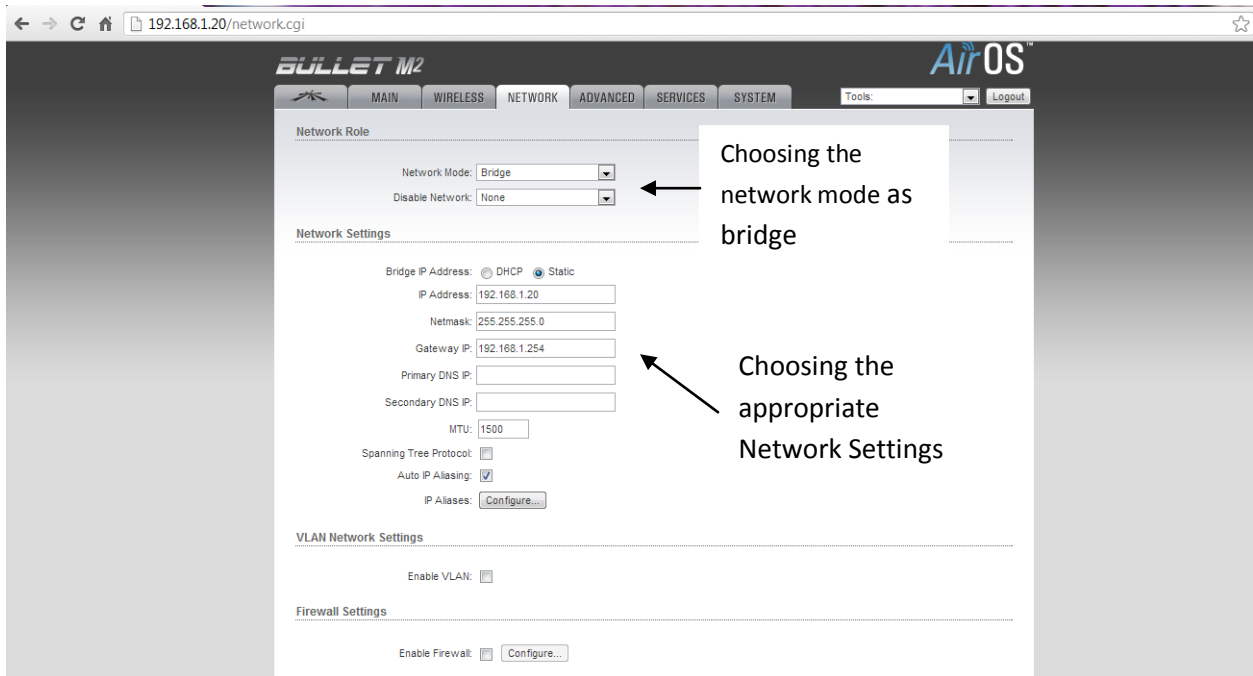 192.168.1.20/network.cgi
BULLET M2
AirOS™
MAIN WIRELESS NETWORK ADVANCED SERVICES SYSTEM Tools: Logout
Network Role
Network Mode: Bridge
Disable Network: None
Choosing the
network mode as
bridge
Network Settings
Bridge IP Address: DHCP Static
IP Address: 192.168.1.20
Netmask: 255.255.255.0
Gateway IP: 192.168.1.254
Primary DNS IP:
Secondary DNS IP:
MTU: 1500
Spanning Tree Protocol:
Auto IP Aliasing:
IP Aliases: Configure...
Choosing the
appropriate
Network Settings
VLAN Network Settings
Enable VLAN:
Firewall Settings
Enable Firewall: Configure...